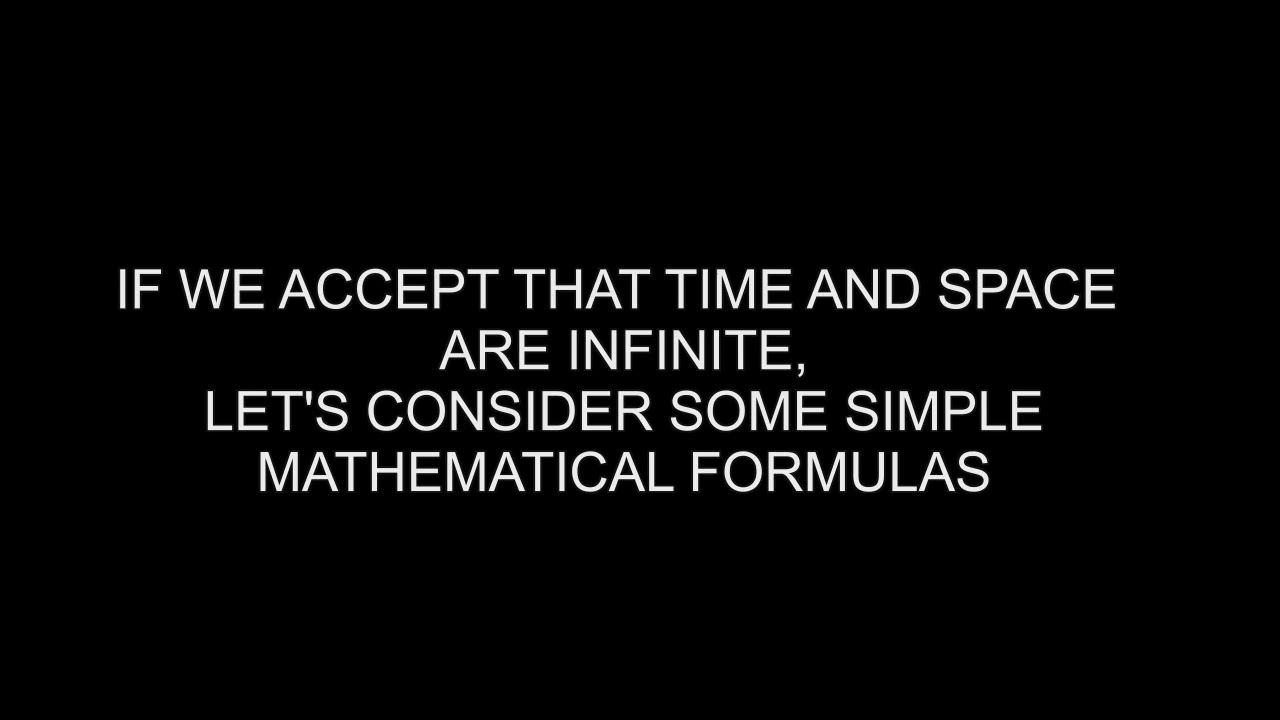 IF WE ACCEPT THAT TIME AND SPACE
ARE INFINITE,
LET'S CONSIDER SOME SIMPLE
MATHEMATICAL FORMULAS